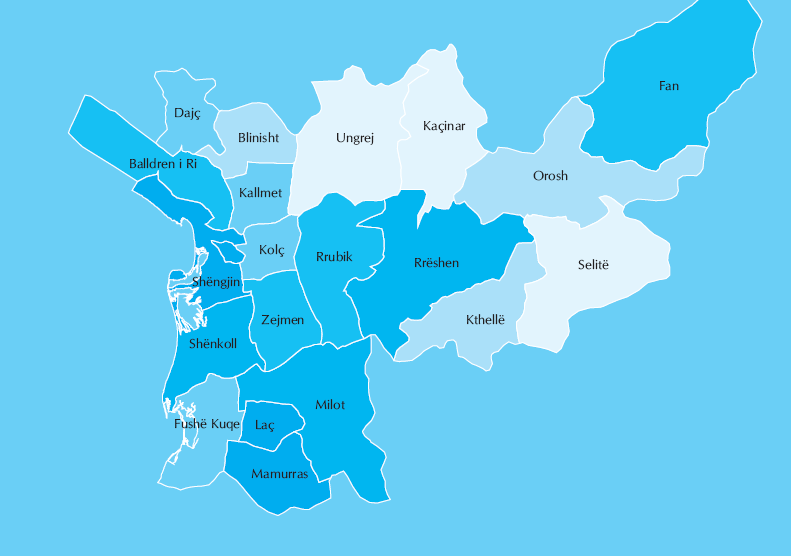 Fan
Dajç
Kaçinar
Blinisht
Ungrej
Balldren i Ri
Orosh
Kallmet
Kolç
Rrubik
Rrëshen
Selitë
Shëngjin
Zejmen
Kthellë
Shënkoll
Milot
Fushë Kuqe
Laç
Mamurras